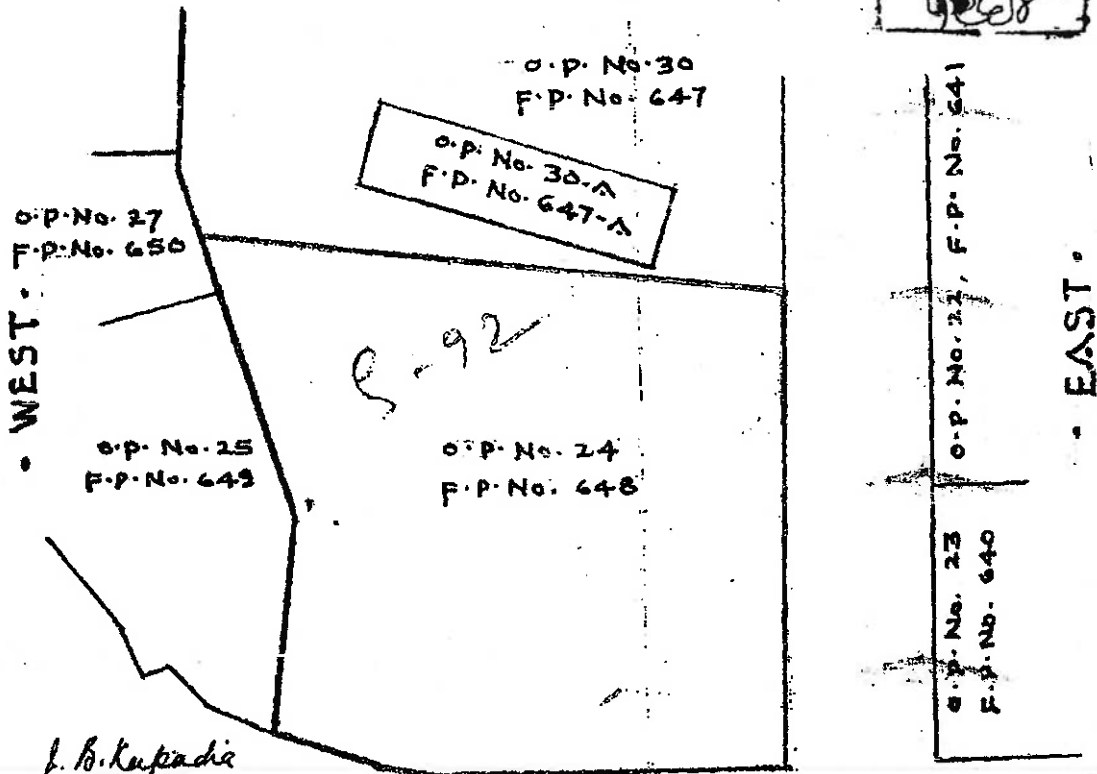 O.P. No. 30
F.P. No. 647
O.P. No. 30-A
F.P. No. 647-A
O.P. No. 27
F.P. No. 650
· WEST ·
O.P. No. 25
F.P. No. 649
O.P. No. 24
F.P. No. 648
O.P. No. 22, F.P. No. 641
· EAST ·
O.P. No. 23
F.P. No. 640
J. B. Kapadia